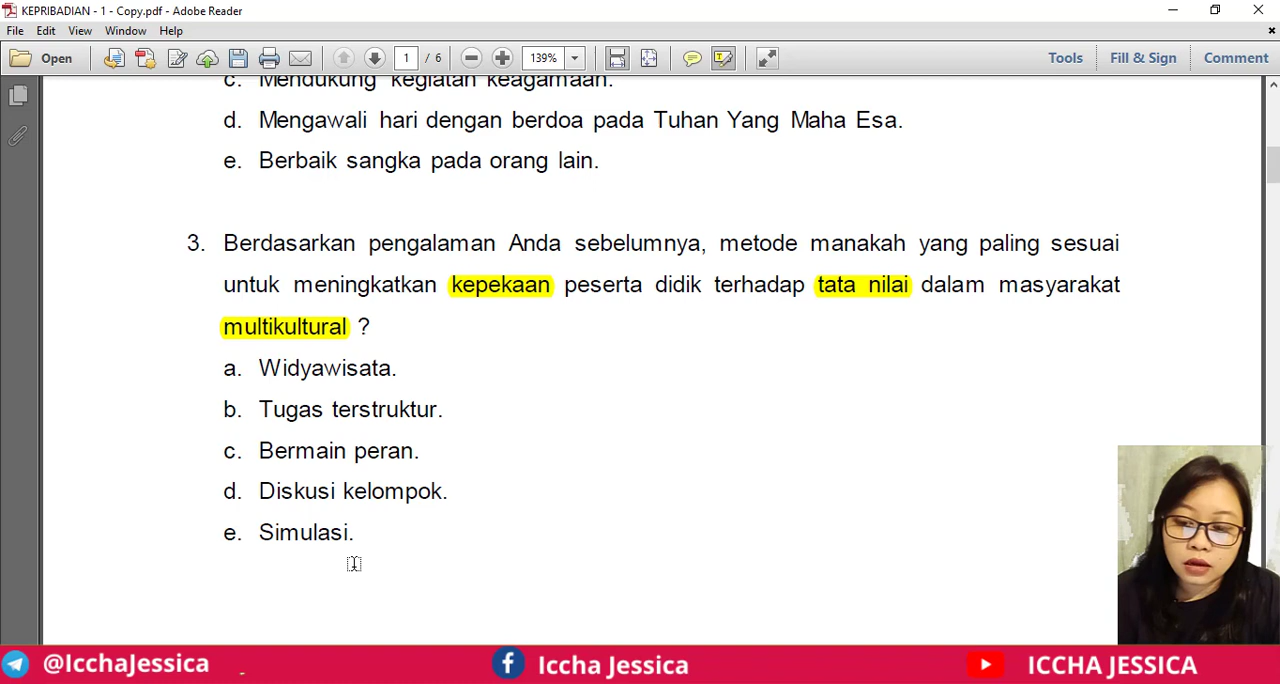 KEPRIBADIAN - 1 - Copy.pdf - Adobe Reader
File Edit View Window Help
Open 1 / 6 139% Tools Fill & Sign Comment
c. Mendukung kegiatan keagamaan.
d. Mengawali hari dengan berdoa pada Tuhan Yang Maha Esa.
e. Berbaik sangka pada orang lain.
3. Berdasarkan pengalaman Anda sebelumnya, metode manakah yang paling sesuai
untuk meningkatkan kepekaan peserta didik terhadap tata nilai dalam masyarakat
multikultural ?
a. Widyawisata.
b. Tugas terstruktur.
c. Bermain peran.
d. Diskusi kelompok.
e. Simulasi.
@IcchaJessica Iccha Jessica ICCHA JESSICA